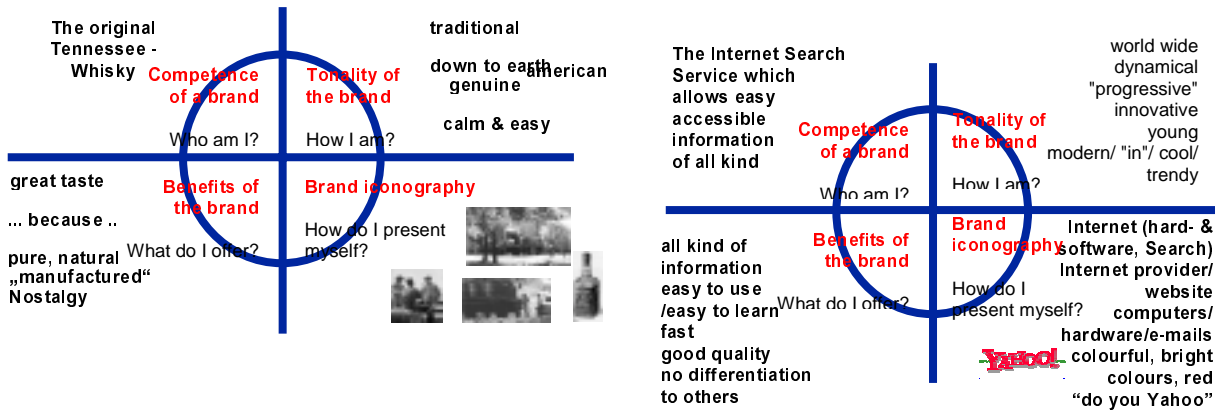 The original
Tennessee -
Whisky
Competence
of a brand
Who am I?
traditional
down to earth
american
genuine
calm & easy
Tonality of
the brand
How I am?
great taste
... because ..
pure, natural
„manufactured“
Nostalgy
Benefits of
the brand
What do I offer?
Brand iconography
How do I present
myself?
The Internet Search
Service which
allows easy
accessible
information
of all kind
Competence
of a brand
Who am I?
world wide
dynamical
"progressive"
innovative
young
modern/ "in"/ cool/
trendy
Tonality of
the brand
How I am?
all kind of
information
easy to use
/easy to learn
fast
good quality
no differentiation
to others
Benefits of
the brand
What do I offer?
Brand
iconography
How do I
present myself?
Internet (hard- &
software, Search)
Internet provider/
website
computers/
hardware/e-mails
colourful, bright
colours, red
“do you Yahoo”
YAHOO!